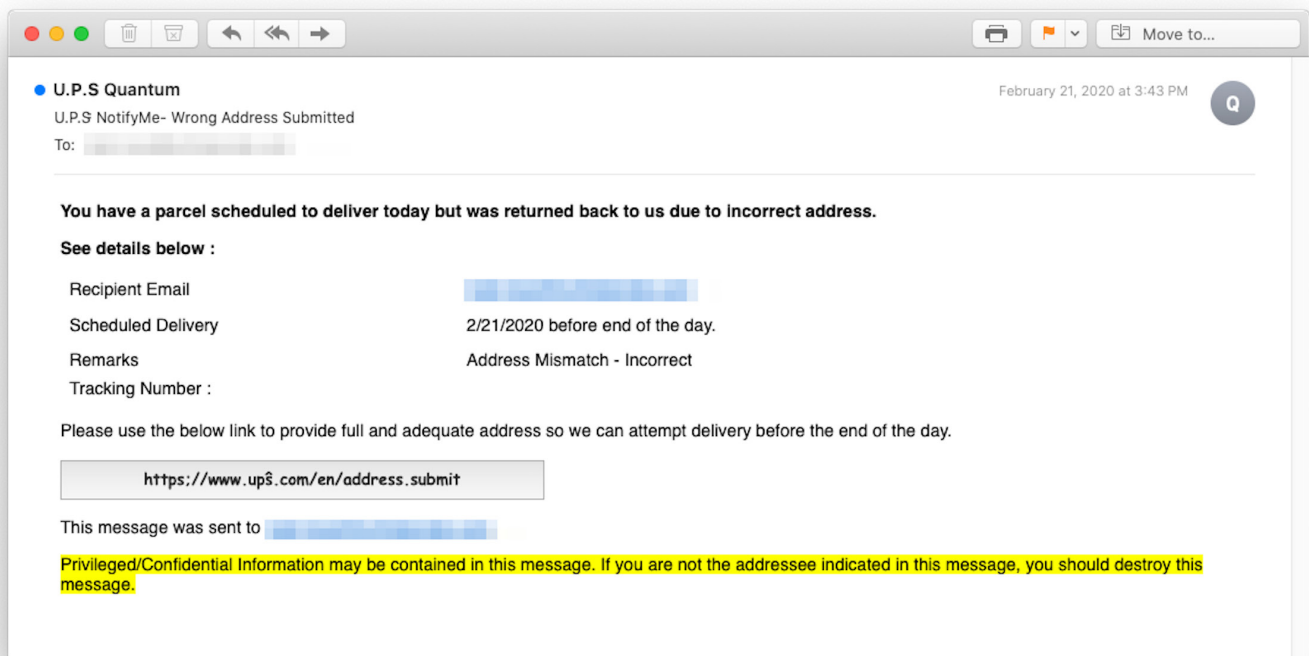 Move to...
U.P.S Quantum
February 21, 2020 at 3:43 PM
Q
U.P.S NotifyMe- Wrong Address Submitted
To:
You have a parcel scheduled to deliver today but was returned back to us due to incorrect address.
See details below :
Recipient Email
Scheduled Delivery 2/21/2020 before end of the day.
Remarks Address Mismatch - Incorrect
Tracking Number :
Please use the below link to provide full and adequate address so we can attempt delivery before the end of the day.
https;//www.upŝ.com/en/address.submit
This message was sent to
Privileged/Confidential Information may be contained in this message. If you are not the addressee indicated in this message, you should destroy this
message.